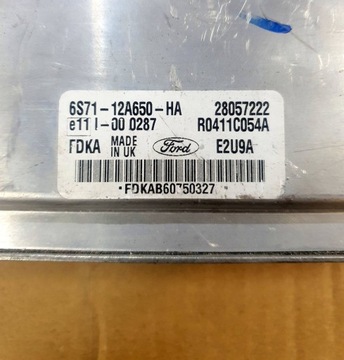 6S71-12A650-HA 28057222
e11 I-00 0287 R0411C054A
FDKA MADE IN UK Ford E2U9A
*FDKAB60750327*